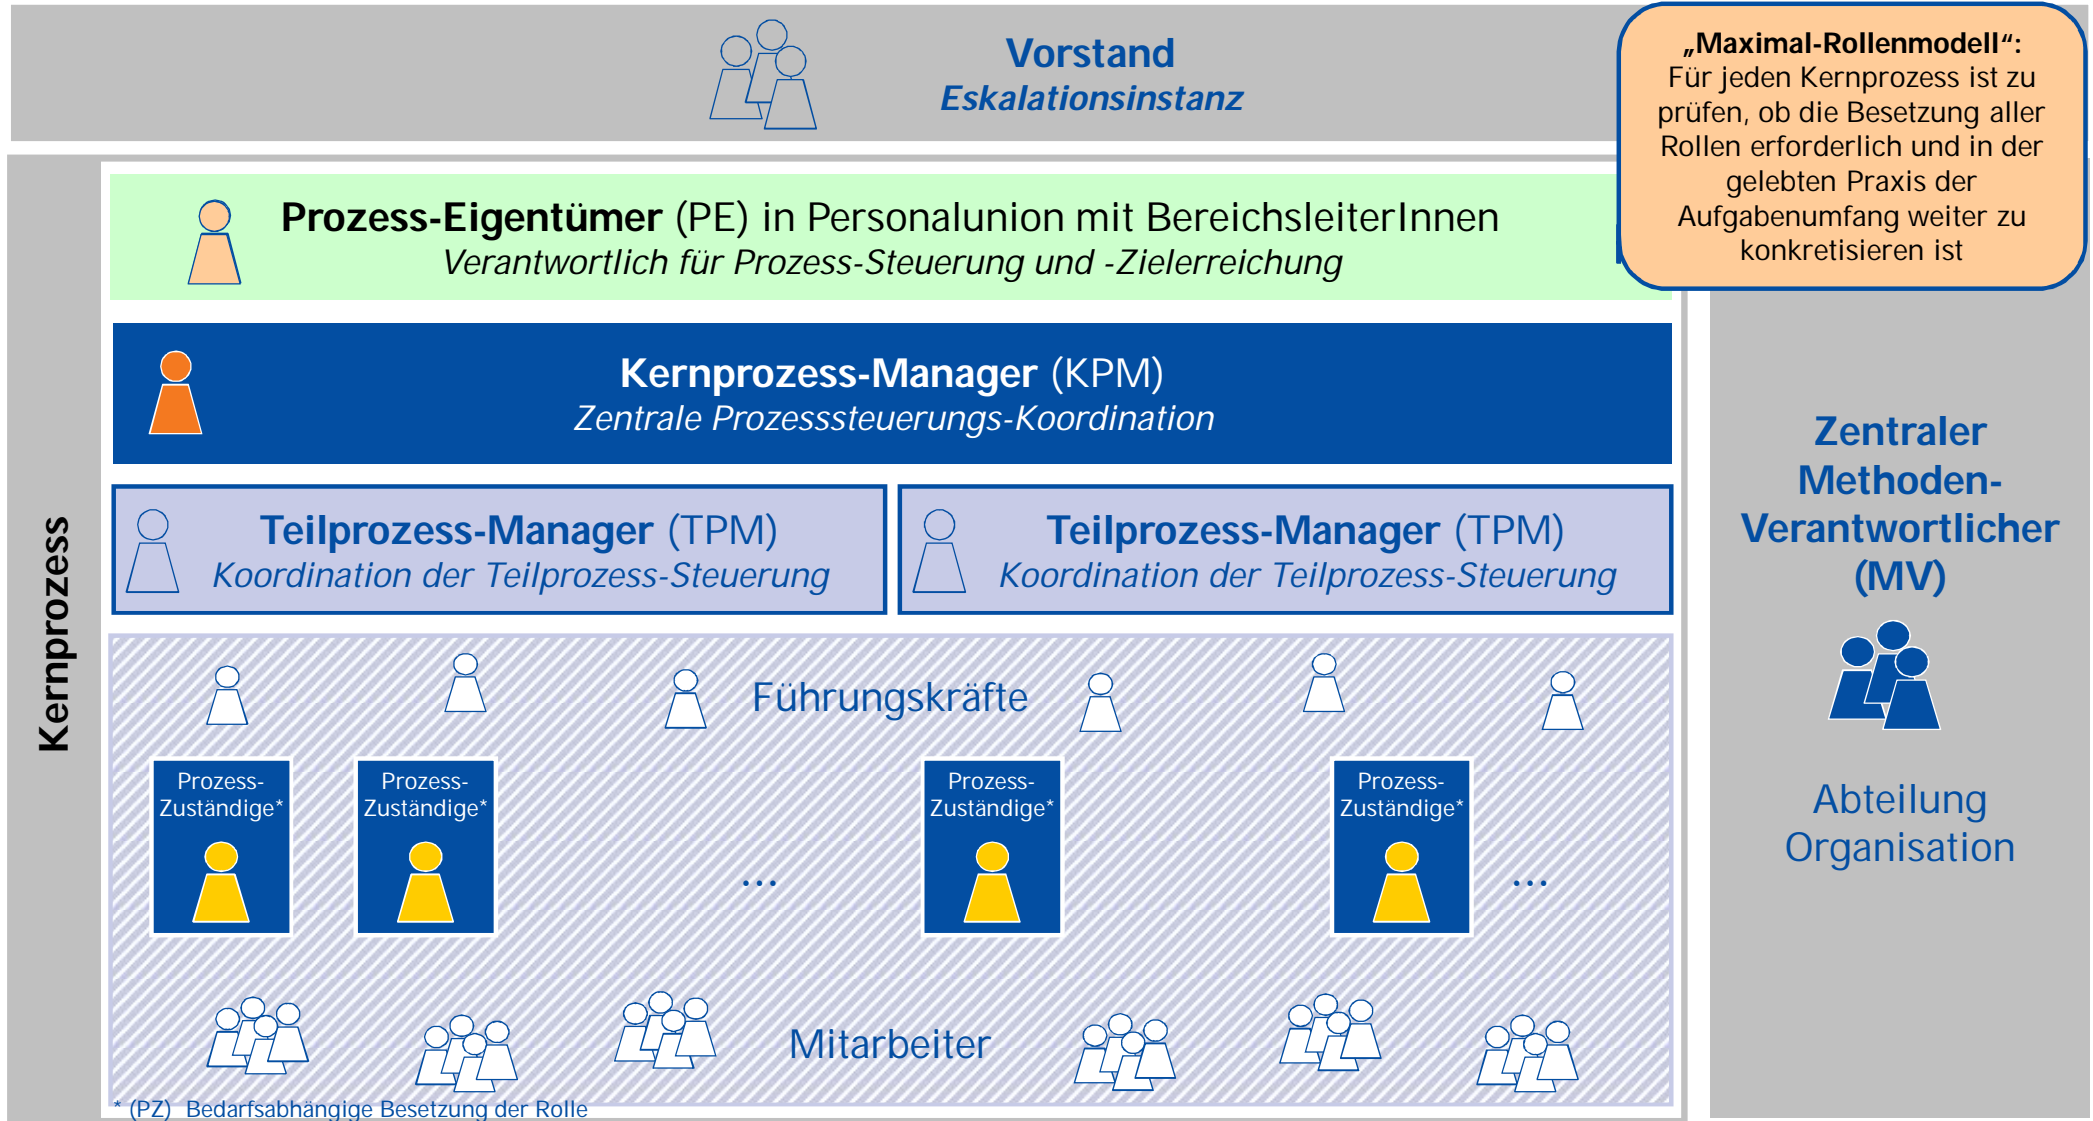 Vorstand
Eskalationsinstanz
„Maximal-Rollenmodell“:
Für jeden Kernprozess ist zu
prüfen, ob die Besetzung aller
Rollen erforderlich und in der
gelebten Praxis der
Aufgabenumfang weiter zu
konkretisieren ist
Kernprozess
Prozess-Eigentümer (PE) in Personalunion mit BereichsleiterInnen
Verantwortlich für Prozess-Steuerung und -Zielerreichung
Kernprozess-Manager (KPM)
Zentrale Prozesssteuerungs-Koordination
Teilprozess-Manager (TPM)
Koordination der Teilprozess-Steuerung
Teilprozess-Manager (TPM)
Koordination der Teilprozess-Steuerung
Führungskräfte
Prozess-
Zuständige*
Prozess-
Zuständige*
...
Prozess-
Zuständige*
Prozess-
Zuständige*
...
Mitarbeiter
* (PZ) Bedarfsabhängige Besetzung der Rolle
Zentraler
Methoden-
Verantwortlicher
(MV)
Abteilung
Organisation